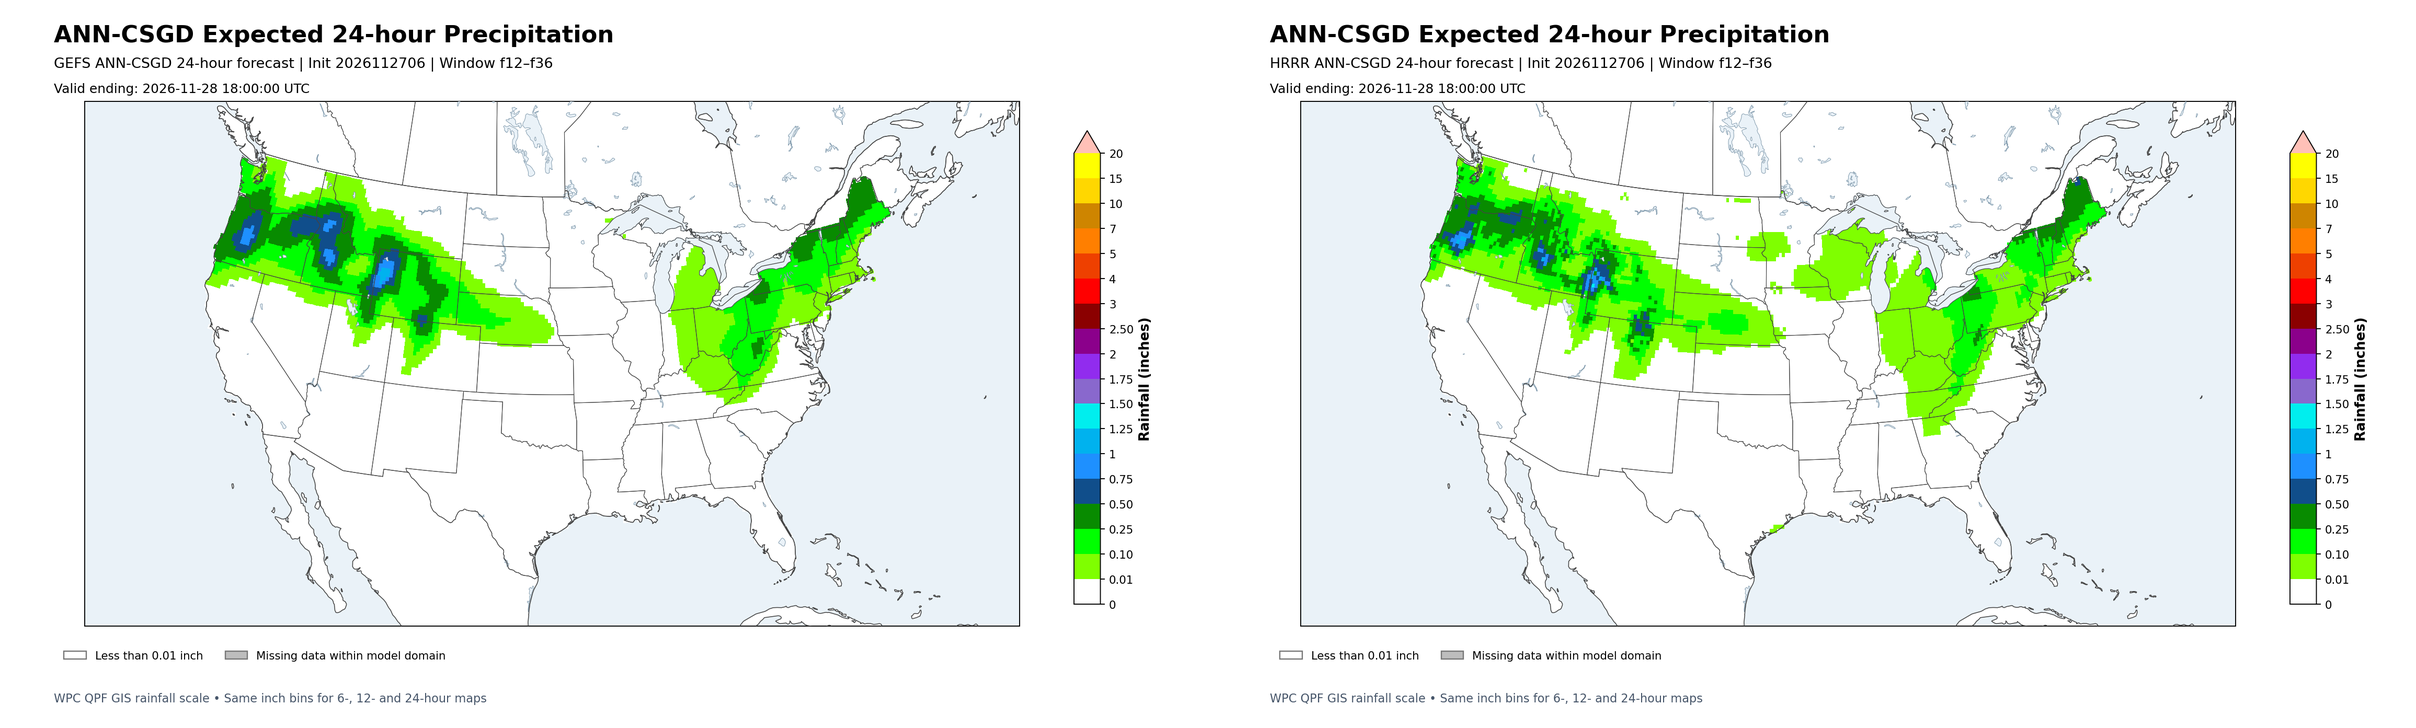 ANN-CSGD Expected 24-hour Precipitation
GEFS ANN-CSGD 24-hour forecast | Init 2026112706 | Window f12–f36
Valid ending: 2026-11-28 18:00:00 UTC
20
15
10
7
5
4
3
2.50
2
1.75
1.50
1.25
1
0.75
0.50
0.25
0.10
0.01
0
Rainfall (inches)
Less than 0.01 inch
Missing data within model domain
WPC QPF GIS rainfall scale • Same inch bins for 6-, 12- and 24-hour maps
ANN-CSGD Expected 24-hour Precipitation
HRRR ANN-CSGD 24-hour forecast | Init 2026112706 | Window f12–f36
Valid ending: 2026-11-28 18:00:00 UTC
20
15
10
7
5
4
3
2.50
2
1.75
1.50
1.25
1
0.75
0.50
0.25
0.10
0.01
0
Rainfall (inches)
Less than 0.01 inch
Missing data within model domain
WPC QPF GIS rainfall scale • Same inch bins for 6-, 12- and 24-hour maps